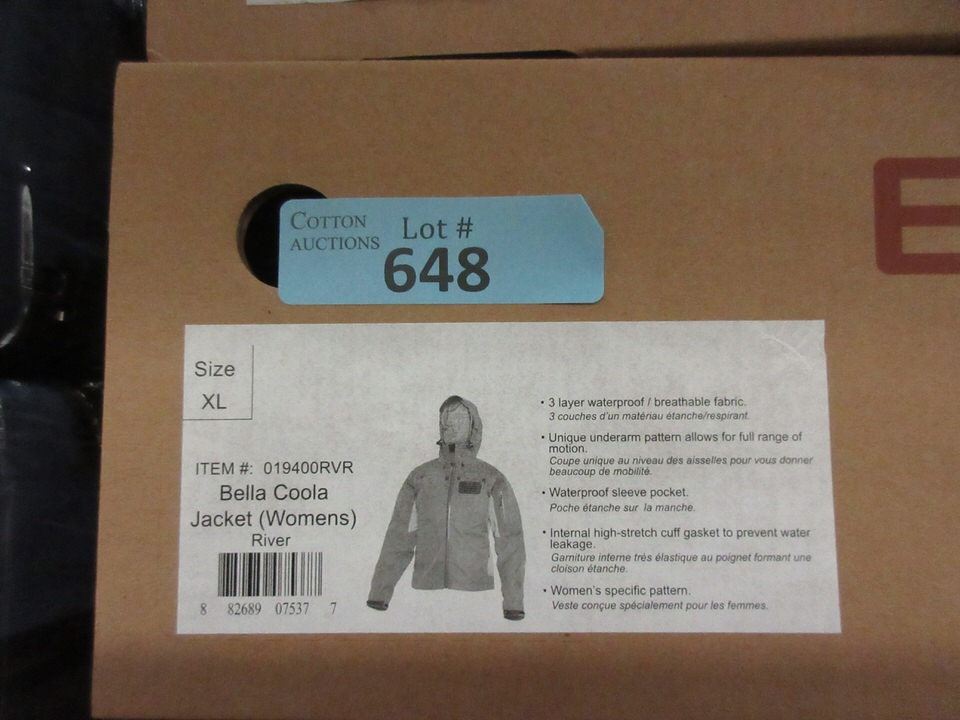 COTTON
AUCTIONS
Lot #
648
E
Size
XL
ITEM #: 019400RVR
Bella Coola
Jacket (Womens)
River
8 82689 07537 7
• 3 layer waterproof / breathable fabric.
3 couches d'un matériau étanche/respirant.
• Unique underarm pattern allows for full range of
motion.
Coupe unique au niveau des aisselles pour vous donner
beaucoup de mobilité.
• Waterproof sleeve pocket.
Poche étanche sur la manche.
• Internal high-stretch cuff gasket to prevent water
leakage.
Garniture interne très élastique au poignet formant une
cloison étanche.
• Women's specific pattern.
Veste conçue spécialement pour les femmes.